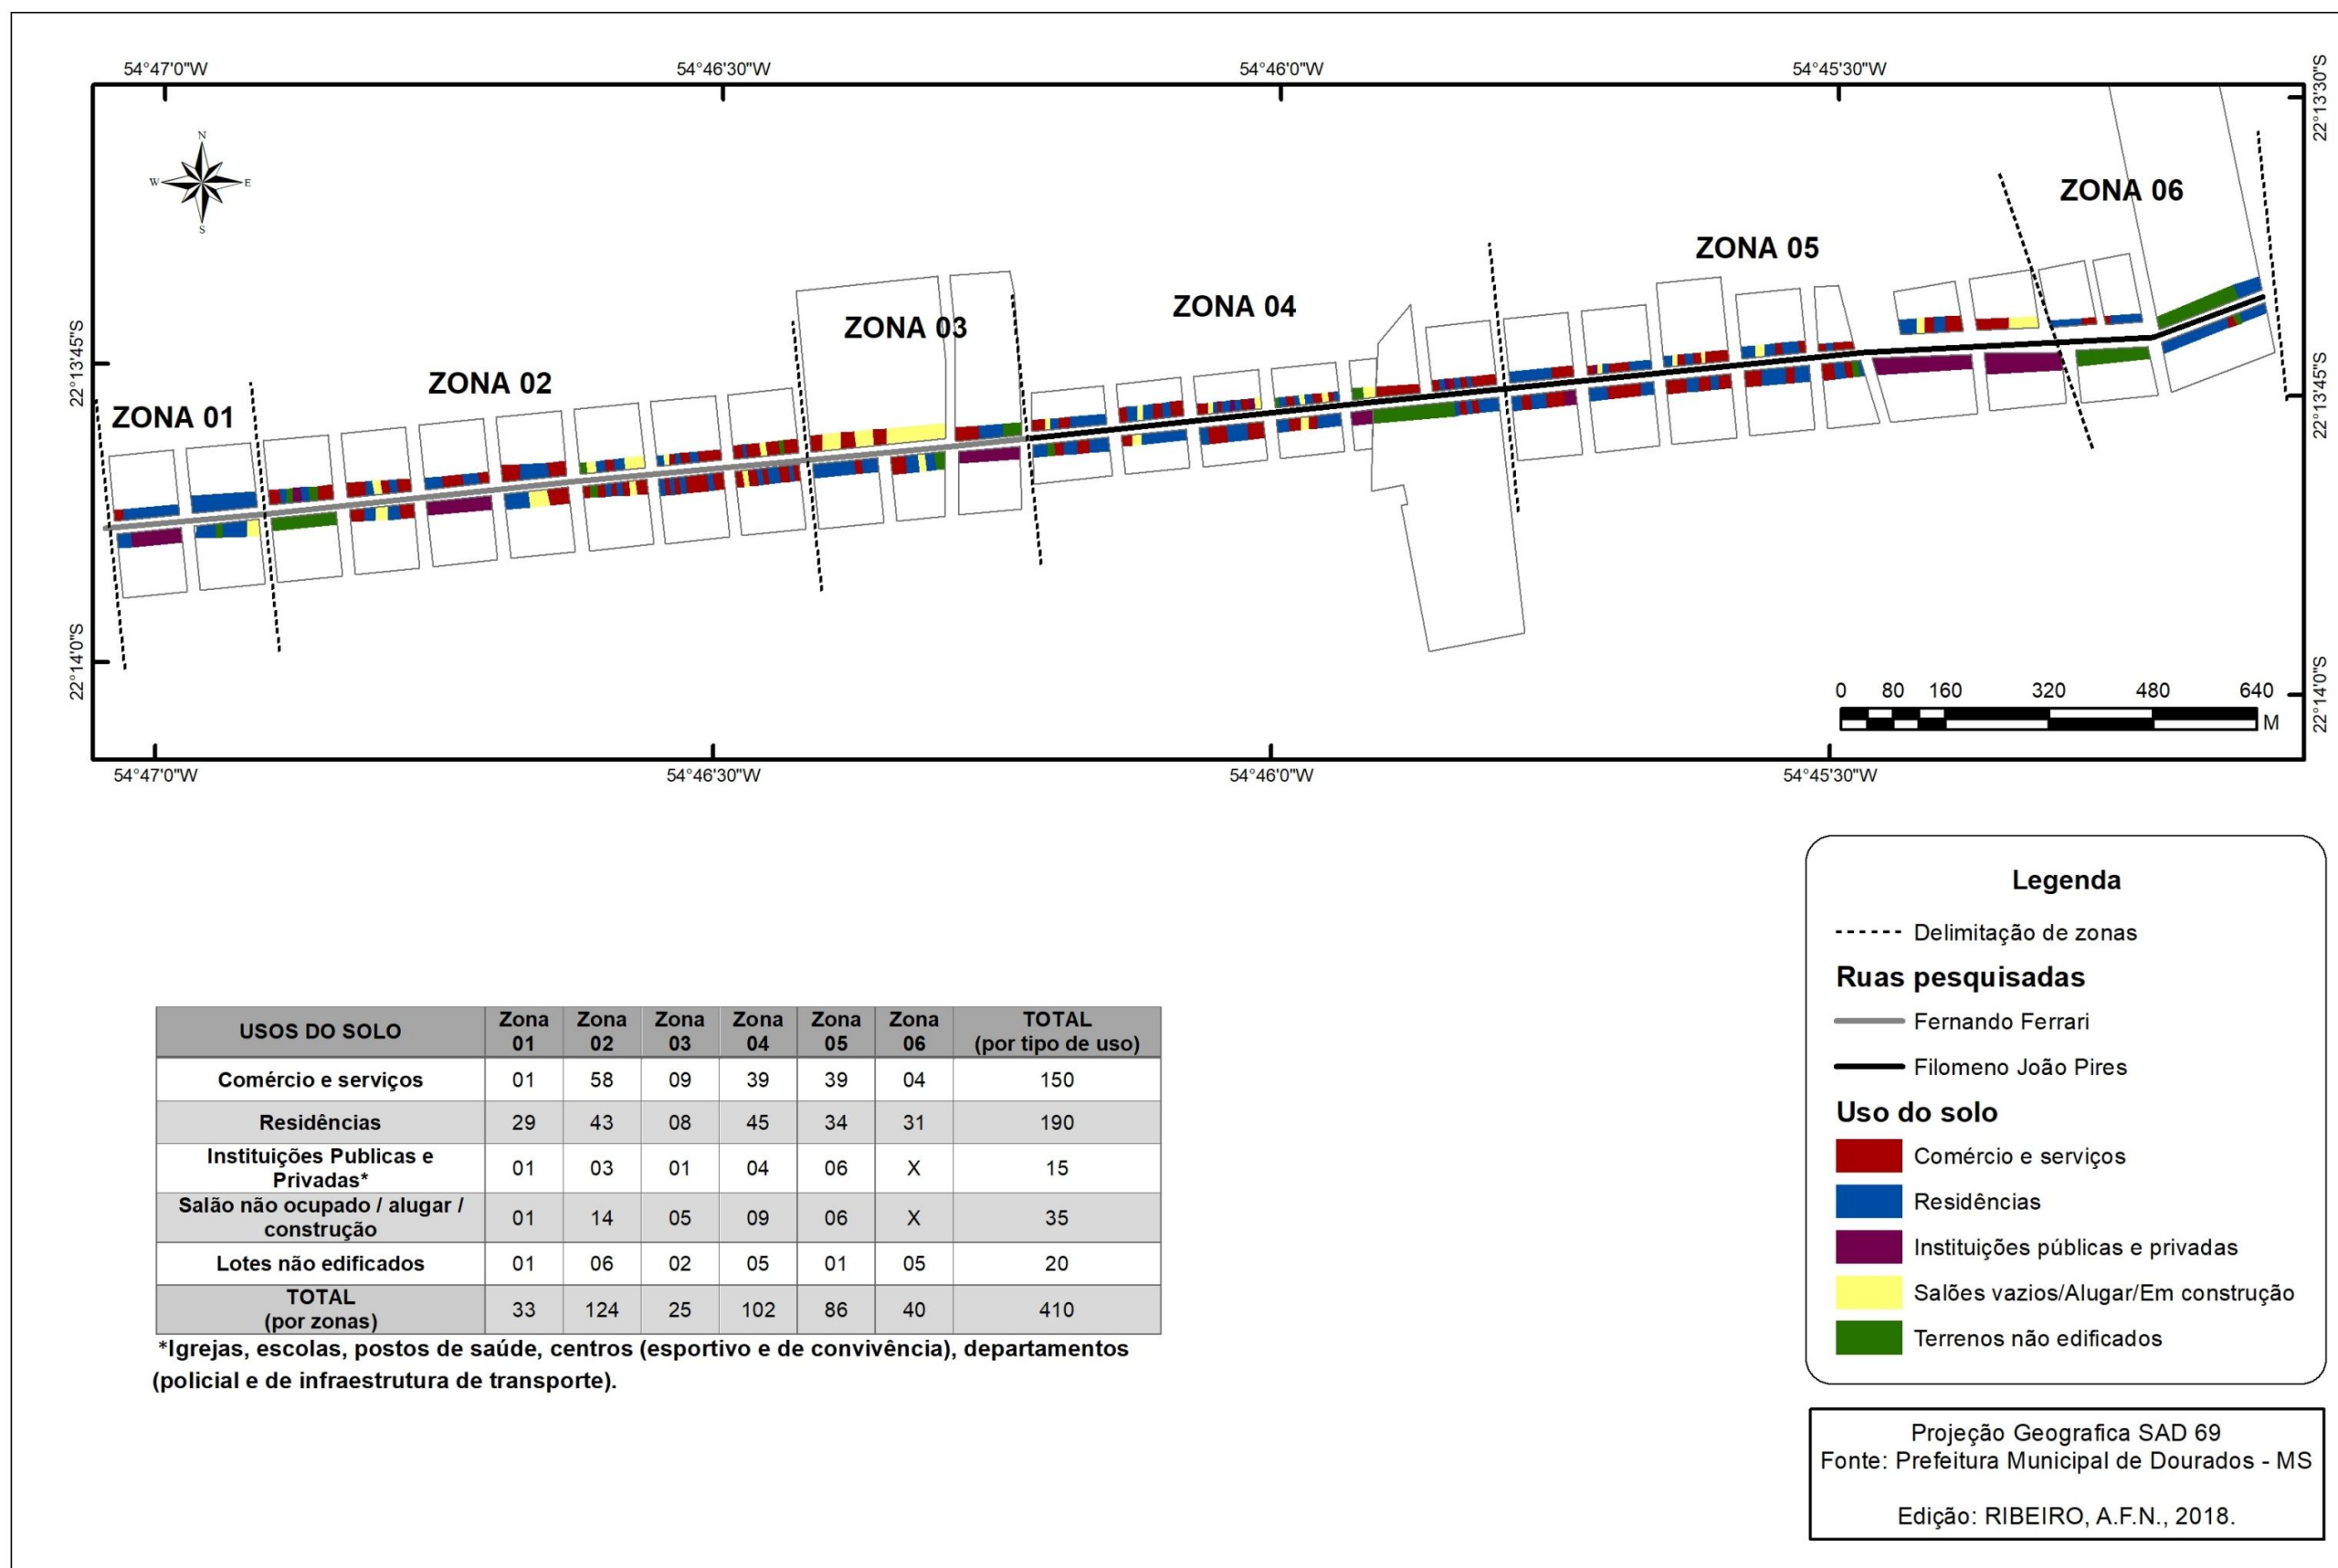 54°47'0"W 54°46'30"W 54°46'0"W 54°45'30"W
22°13'30"S
N
W E
S
ZONA 06
ZONA 05
ZONA 04
ZONA 03
ZONA 02
ZONA 01
22°13'45"S
22°13'45"S
22°14'0"S
22°14'0"S
0 80 160 320 480 640
M
54°47'0"W 54°46'30"W 54°46'0"W 54°45'30"W
USOS DO SOLO Zona 01 Zona 02 Zona 03 Zona 04 Zona 05 Zona 06 TOTAL (por tipo de uso)
Comércio e serviços 01 58 09 39 39 04 150
Residências 29 43 08 45 34 31 190
Instituições Publicas e
Privadas* 01 03 01 04 06 X 15
Salão não ocupado / alugar /
construção 01 14 05 09 06 X 35
Lotes não edificados 01 06 02 05 01 05 20
TOTAL
(por zonas) 33 124 25 102 86 40 410
*Igrejas, escolas, postos de saúde, centros (esportivo e de convivência), departamentos
(policial e de infraestrutura de transporte).
Legenda
Delimitação de zonas
Ruas pesquisadas
Fernando Ferrari
Filomeno João Pires
Uso do solo
Comércio e serviços
Residências
Instituições públicas e privadas
Salões vazios/Alugar/Em construção
Terrenos não edificados
Projeção Geografica SAD 69
Fonte: Prefeitura Municipal de Dourados - MS
Edição: RIBEIRO, A.F.N., 2018.